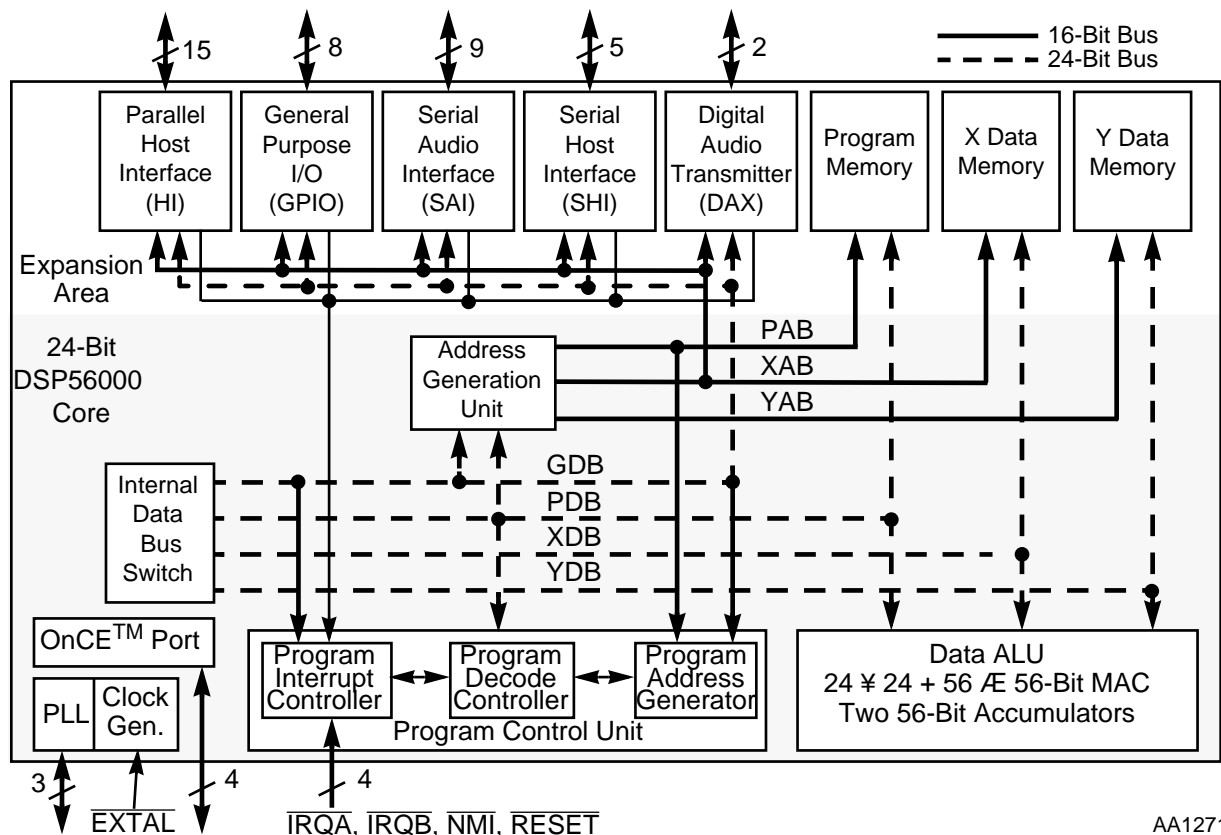 15
8
9
5
2
16-Bit Bus
24-Bit Bus
Parallel
Host
Interface
(HI)
General
Purpose
I/O
(GPIO)
Serial
Audio
Interface
(SAI)
Serial
Host
Interface
(SHI)
Digital
Audio
Transmitter
(DAX)
Program
Memory
X Data
Memory
Y Data
Memory
Expansion
Area
24-Bit
DSP56000
Core
Address
Generation
Unit
PAB
XAB
YAB
Internal
Data
Bus
Switch
GDB
PDB
XDB
YDB
OnCE™ Port
PLL
Clock
Gen.
Program
Interrupt
Controller
Program
Decode
Controller
Program
Address
Generator
Program Control Unit
Data ALU
24 ¥ 24 + 56 Æ 56-Bit MAC
Two 56-Bit Accumulators
3
4
4
EXTAL
IRQA, IRQB, NMI, RESET
AA1271